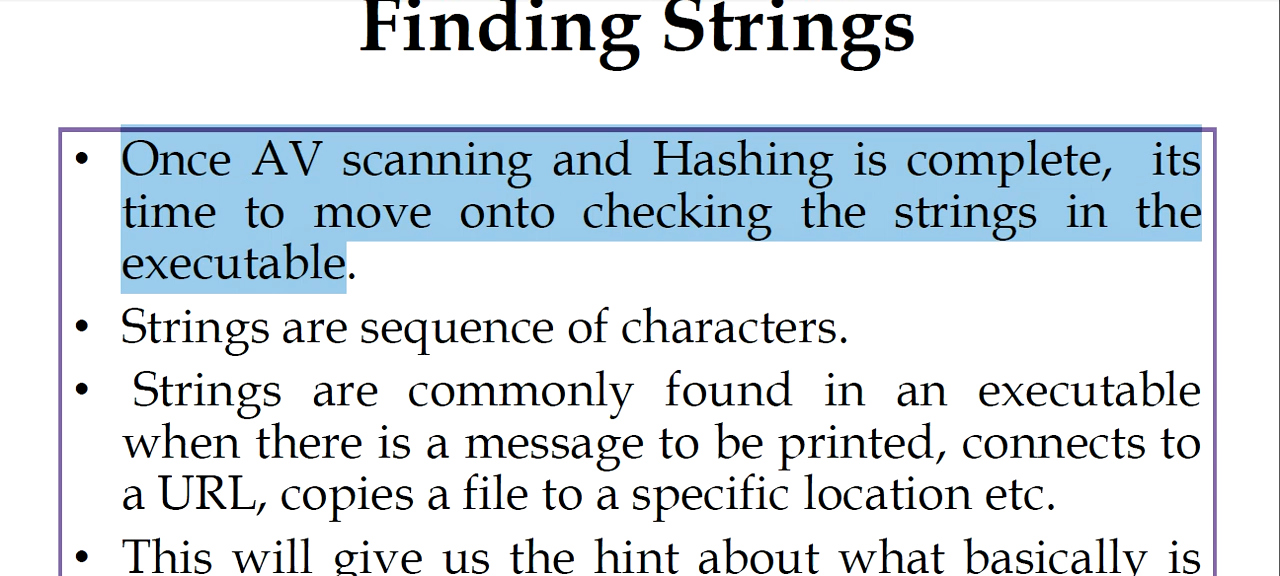 Finding Strings
• Once AV scanning and Hashing is complete, its
time to move onto checking the strings in the
executable.
• Strings are sequence of characters.
• Strings are commonly found in an executable
when there is a message to be printed, connects to
a URL, copies a file to a specific location etc.
• This will give us the hint about what basically is